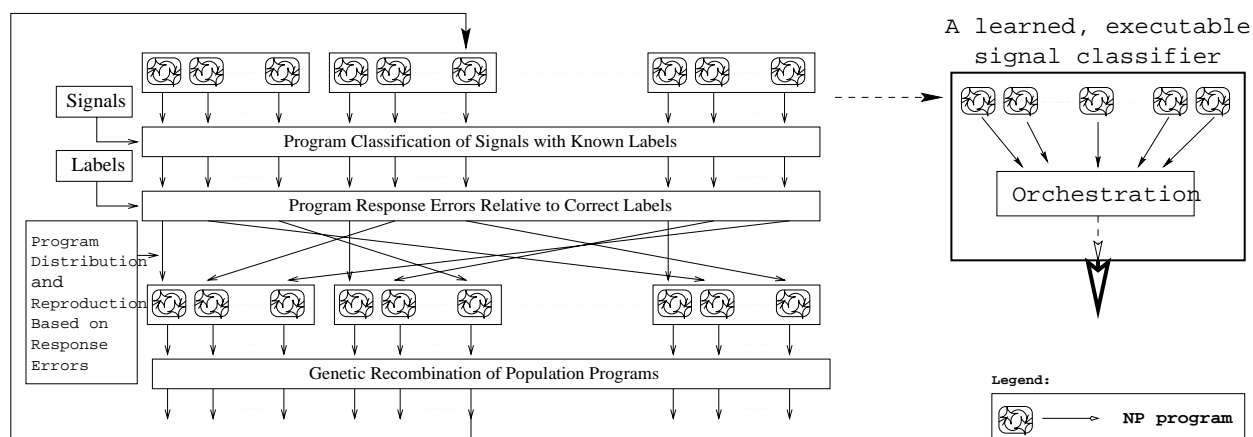 A learned, executable
signal classifier
Signals
Program Classification of Signals with Known Labels
Labels
Program Response Errors Relative to Correct Labels
Program
Distribution
and
Reproduction
Based on
Response
Errors
Genetic Recombination of Population Programs
Orchestration
Legend:
NP program